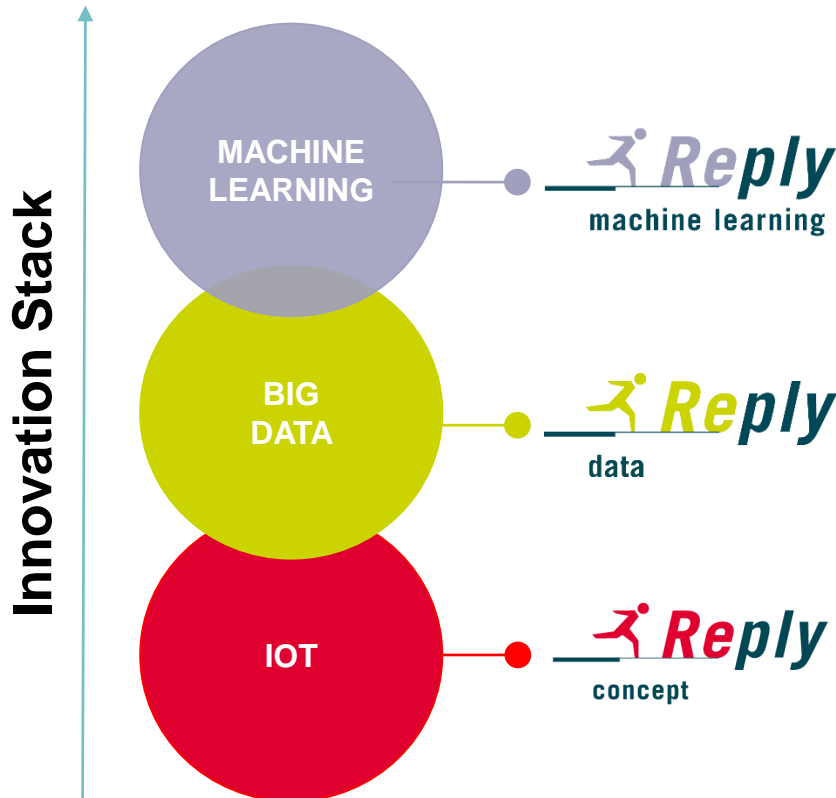 Innovation Stack
MACHINE
LEARNING
Reply
machine learning
BIG
DATA
Reply
data
IOT
Reply
concept